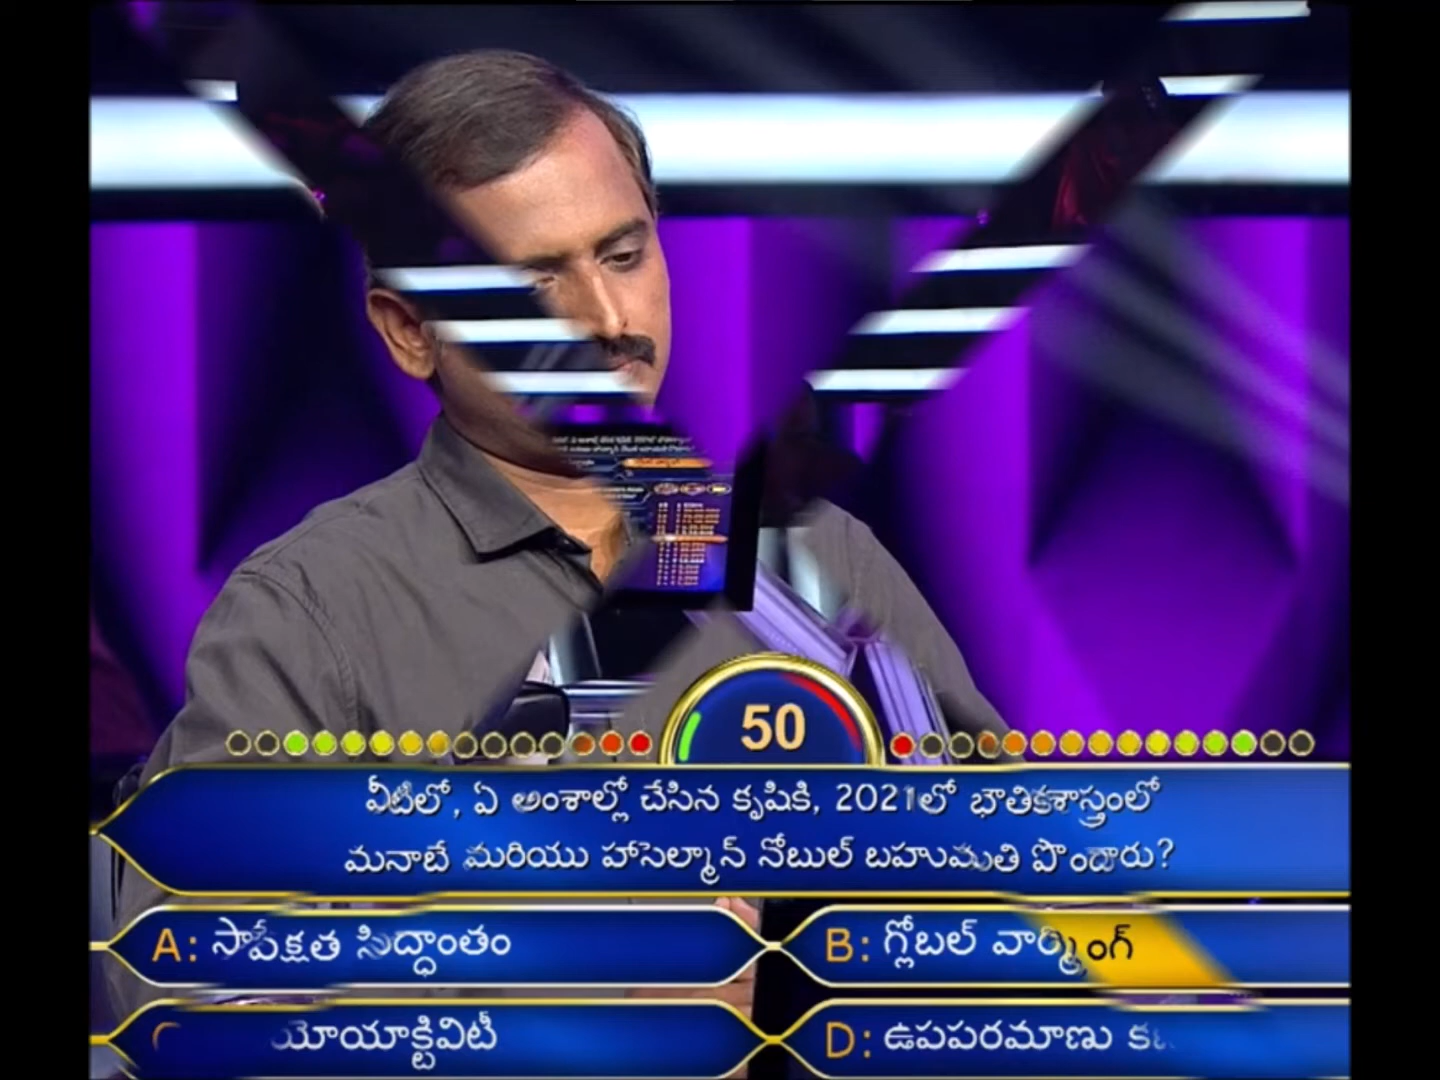 50
వీటిలో, ఏ అంశాల్లో చేసిన కృషికి, 2021లో భౌతికశాస్త్రంలో
మనాబే మరియు హాసెల్మాన్ నోబుల్ బహుమతి పొందారు?
A: సాపేక్షత సిద్ధాంతం
B: గ్లోబల్ వార్మింగ్
యోయాక్టివిటీ
D: ఉపపరమాణు